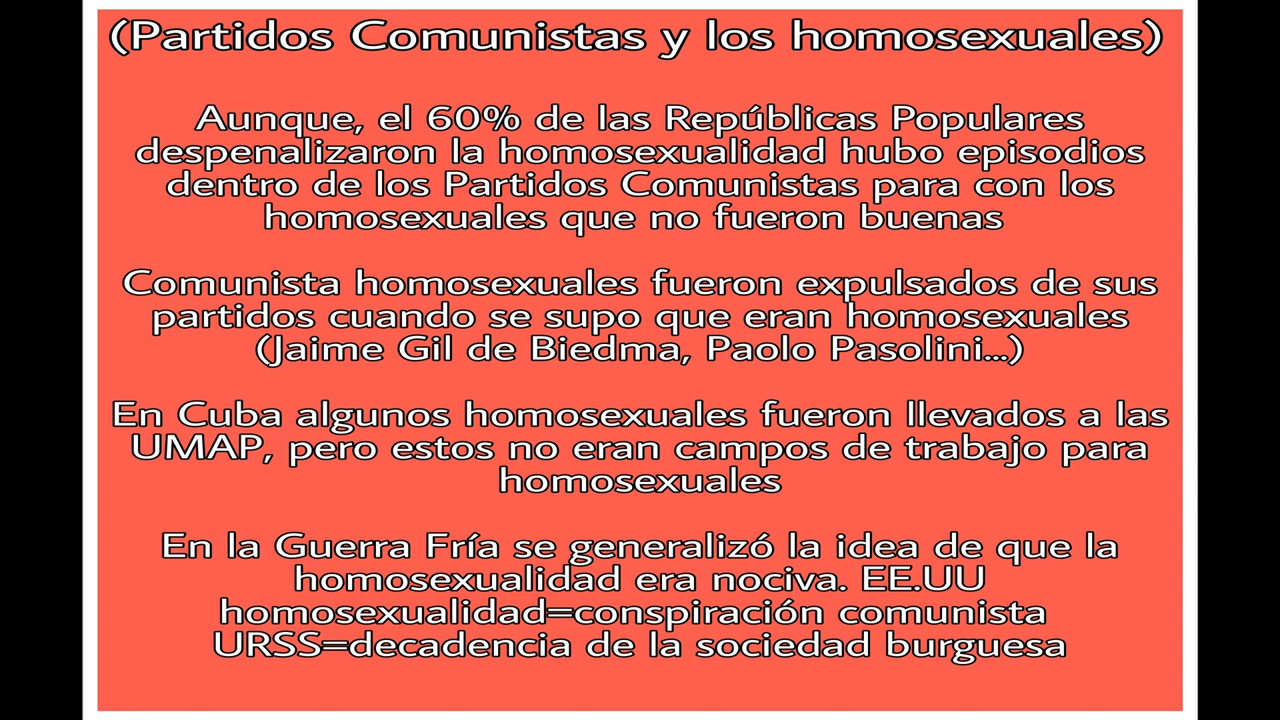 (Partidos Comunistas y los homosexuales)
Aunque, el 60% de las Repúblicas Populares
despenalizaron la homosexualidad hubo episodios
dentro de los Partidos Comunistas para con los
homosexuales que no fueron buenas
Comunista homosexuales fueron expulsados de sus
partidos cuando se supo que eran homosexuales
(Jaime Gil de Biedma, Paolo Pasolini...)
En Cuba algunos homosexuales fueron llevados a las
UMAP, pero estos no eran campos de trabajo para
homosexuales
En la Guerra Fría se generalizó la idea de que la
homosexualidad era nociva. EE.UU
homosexualidad=conspiración comunista
URSS=decadencia de la sociedad burguesa